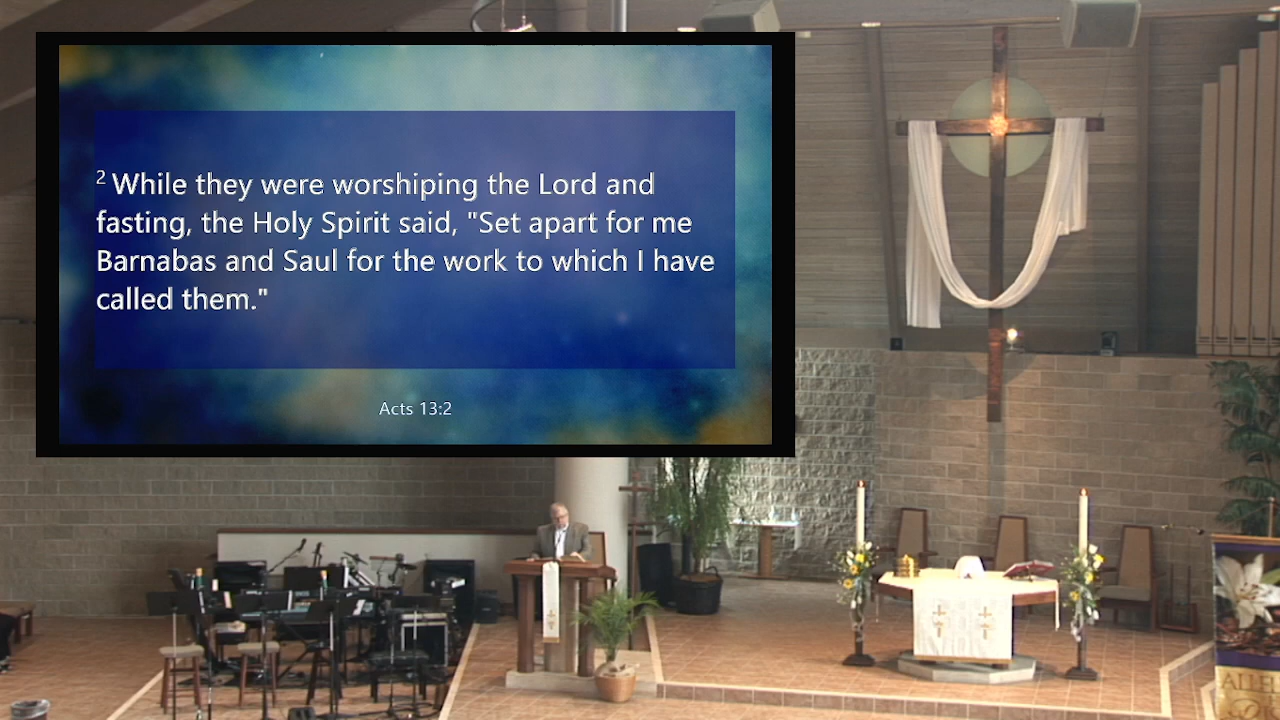 2 While they were worshiping the Lord and
fasting, the Holy Spirit said, "Set apart for me
Barnabas and Saul for the work to which I have
called them."
Acts 13:2